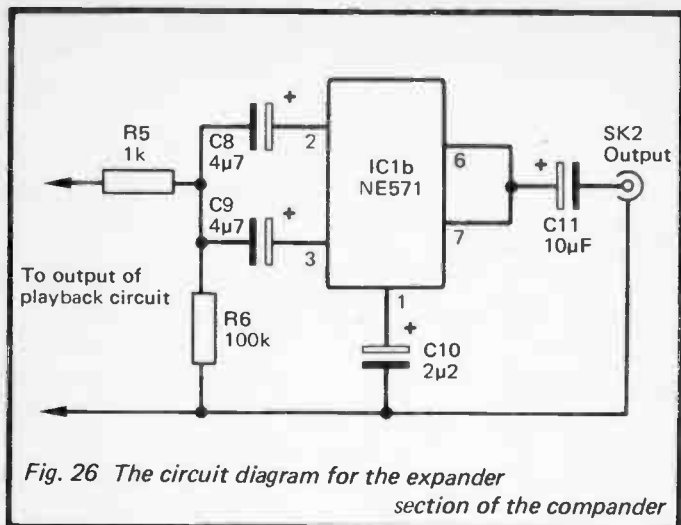 R5
1k
C8
4µ7
+
2
C9
4µ7
+
3
IC1b
NE571
6
7
1
+
C10
2µ2
+
C11
10µF
SK2
Output
To output of
playback circuit
R6
100k
Fig. 26 The circuit diagram for the expander
section of the compander